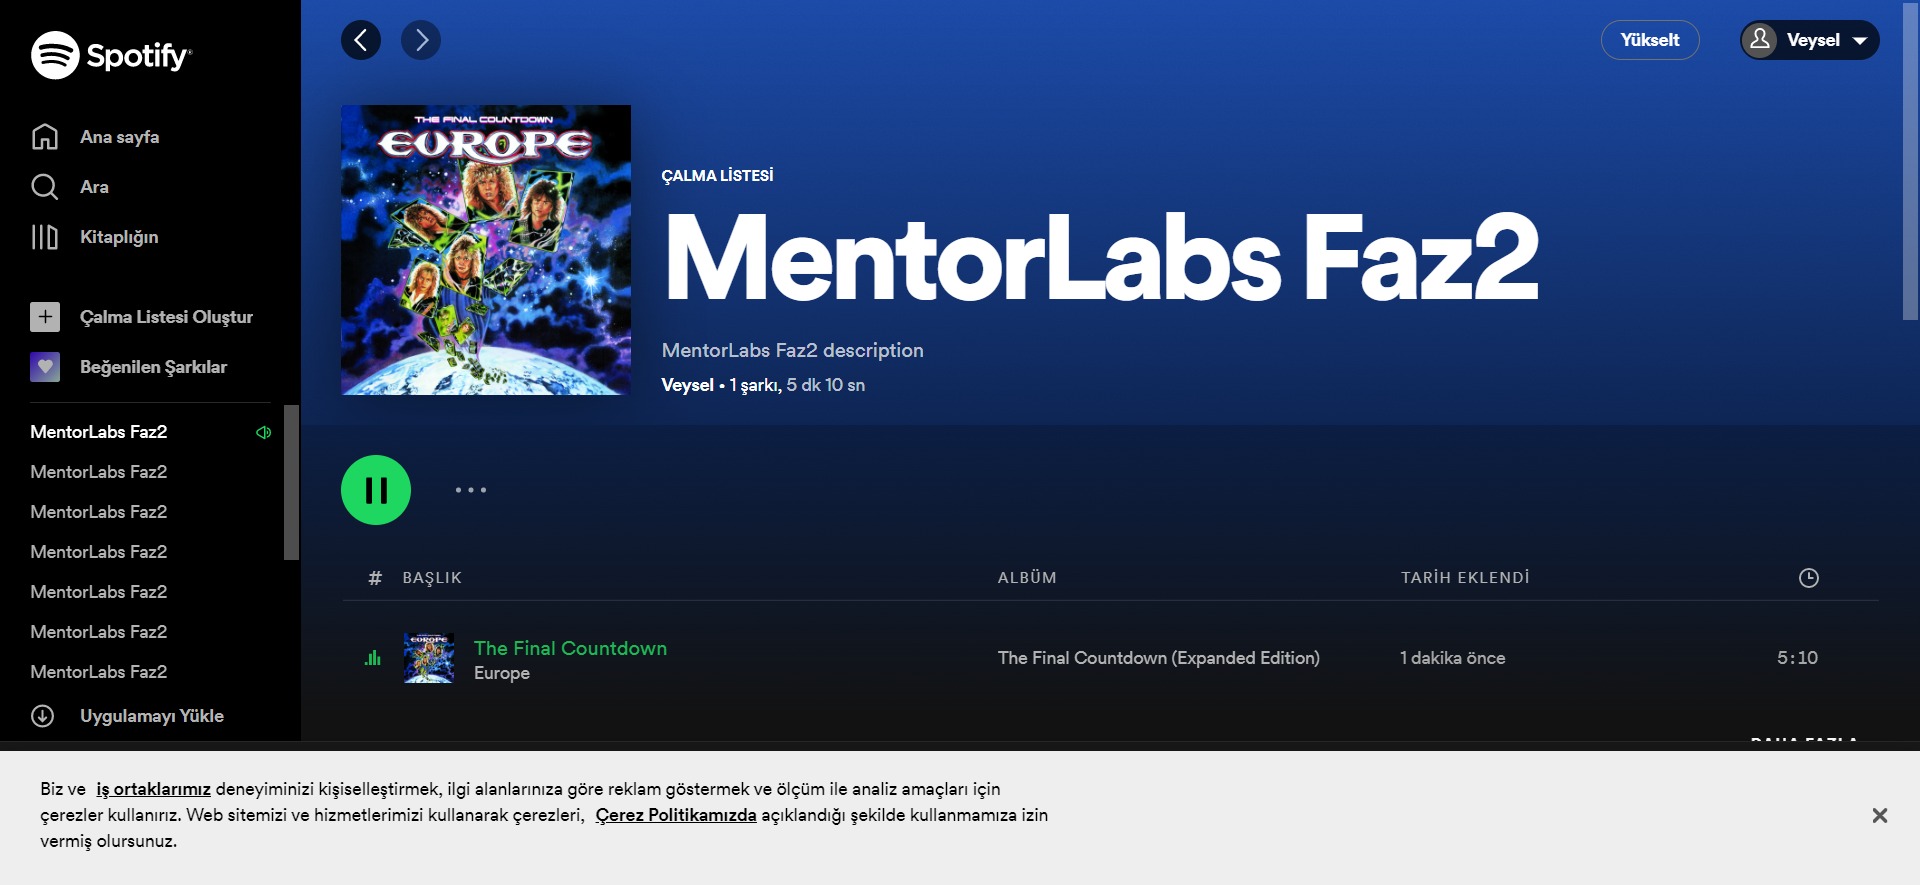 Spotify
Ana sayfa
Ara
Kitaplığın
Çalma Listesi Oluştur
Beğenilen Şarkılar
MentorLabs Faz2
MentorLabs Faz2
MentorLabs Faz2
MentorLabs Faz2
MentorLabs Faz2
MentorLabs Faz2
MentorLabs Faz2
Uygulamayı Yükle
Yükselt
Veysel
THE FINAL COUNTDOWN
EUROPE
ÇALMA LİSTESİ
MentorLabs Faz2
MentorLabs Faz2 description
Veysel • 1 şarkı, 5 dk 10 sn
# BAŞLIK ALBÜM TARİH EKLENDİ
EUROPE
The Final Countdown
Europe
The Final Countdown (Expanded Edition) 1 dakika önce 5:10
DAHA FAZLA
Biz ve iş ortaklarımız deneyiminizi kişiselleştirmek, ilgi alanlarınıza göre reklam göstermek ve ölçüm ile analiz amaçları için
çerezler kullanırız. Web sitemizi ve hizmetlerimizi kullanarak çerezleri, Çerez Politikamızda açıklandığı şekilde kullanmamıza izin
vermiş olursunuz.